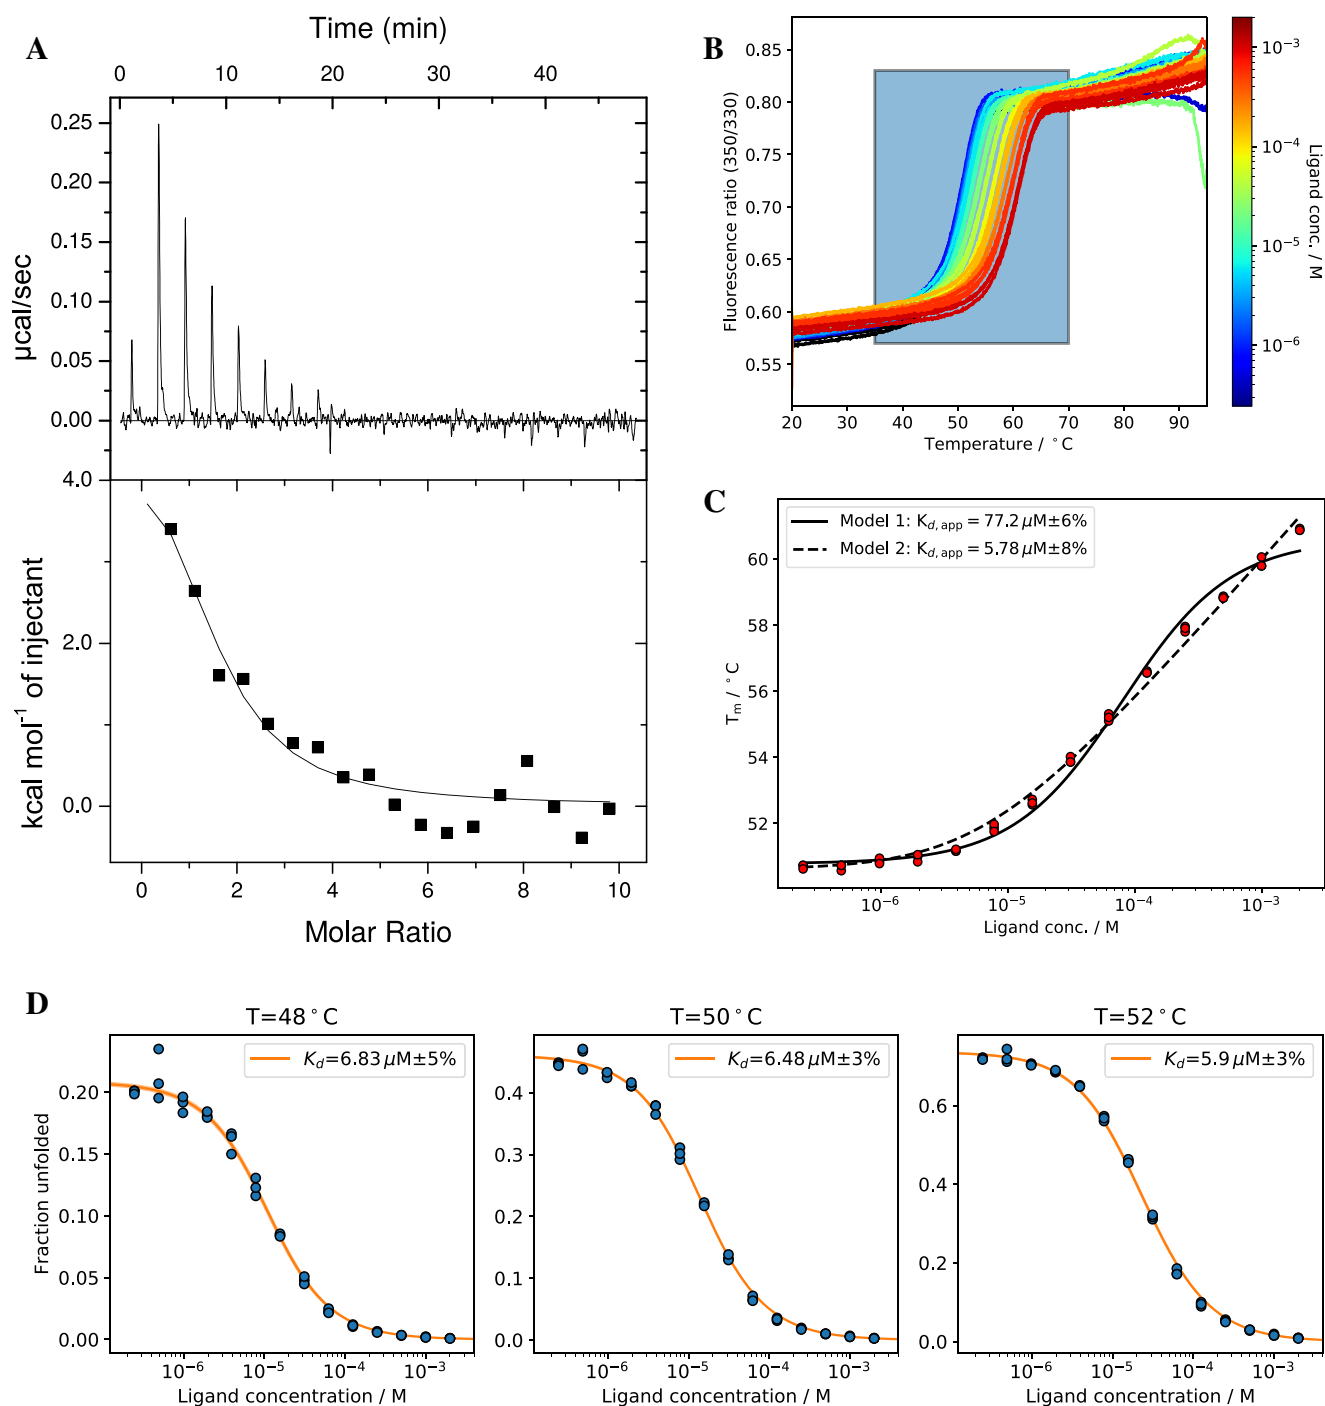 A
Time (min)
0 10 20 30 40
0.25
0.20
0.15
0.10
0.05
0.00
µcal/sec
4.0
2.0
0.0
kcal mol⁻¹ of injectant
0 2 4 6 8 10
Molar Ratio
B
0.85
0.80
0.75
0.70
0.65
0.60
0.55
Fluorescence ratio (350/330)
20 30 40 50 60 70 80 90
Temperature / °C
10⁻³
10⁻⁴
10⁻⁵
10⁻⁶
Ligand conc. / M
C
Model 1: K_d, app = 77.2 µM±6%
Model 2: K_d, app = 5.78 µM±8%
60
58
56
54
52
T_m / °C
10⁻⁶ 10⁻⁵ 10⁻⁴ 10⁻³
Ligand conc. / M
D
T=48°C
K_d=6.83 µM±5%
0.20
0.15
0.10
0.05
0.00
Fraction unfolded
10⁻⁶ 10⁻⁵ 10⁻⁴ 10⁻³
Ligand concentration / M
T=50°C
K_d=6.48 µM±3%
0.4
0.3
0.2
0.1
0.0
10⁻⁶ 10⁻⁵ 10⁻⁴ 10⁻³
Ligand concentration / M
T=52°C
K_d=5.9 µM±3%
0.6
0.4
0.2
0.0
10⁻⁶ 10⁻⁵ 10⁻⁴ 10⁻³
Ligand concentration / M